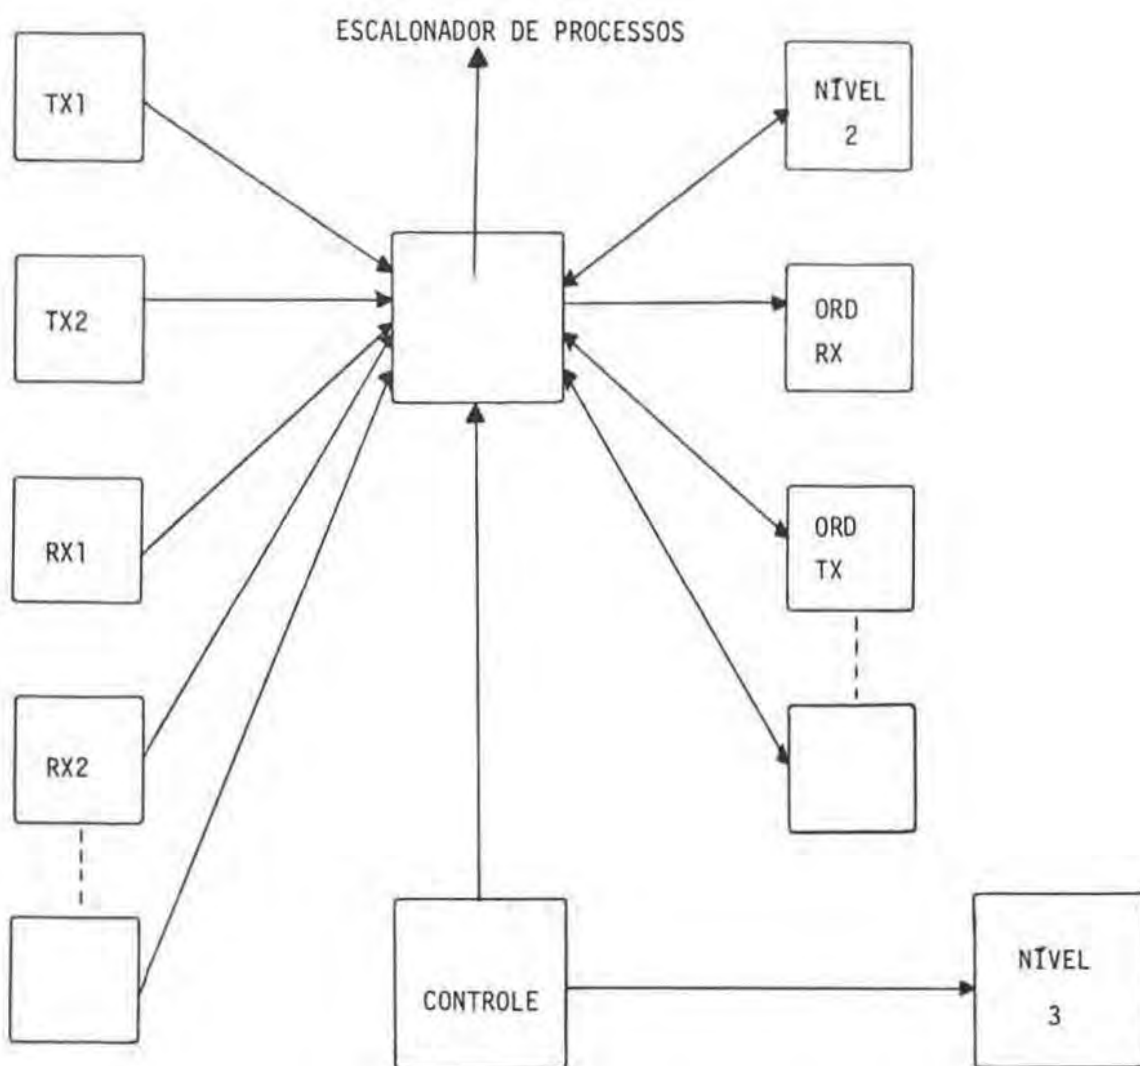 ESCALONADOR DE PROCESSOS
TX1
NÍVEL
2
TX2
ORD
RX
RX1
ORD
TX
RX2
CONTROLE
NÍVEL
3